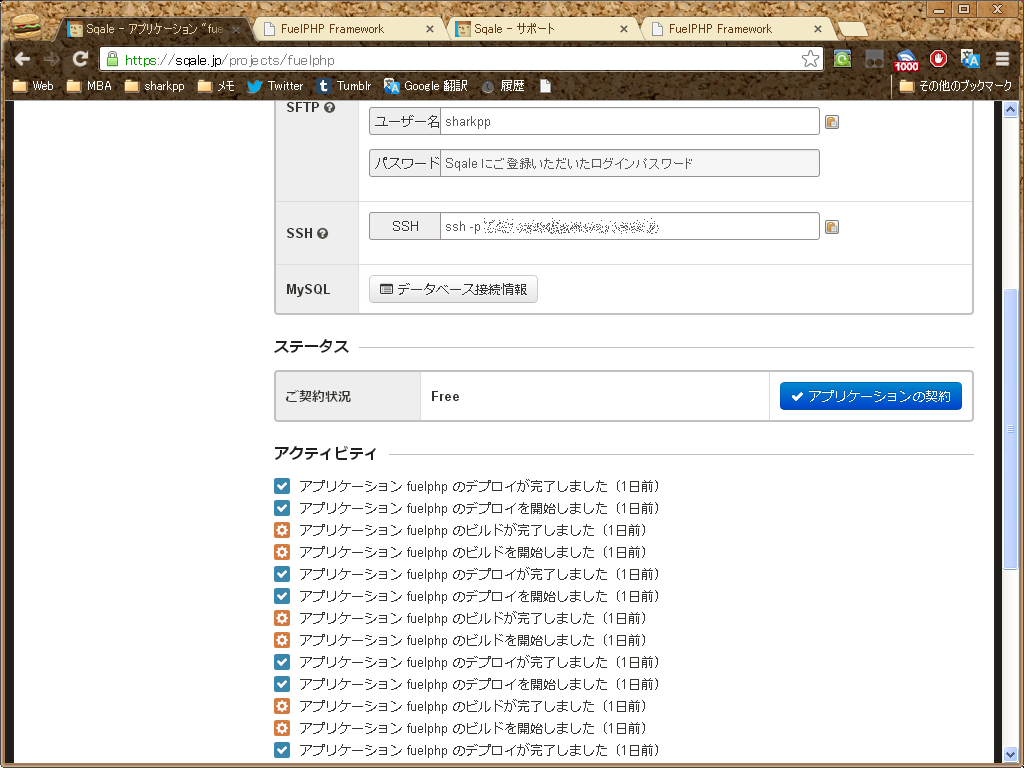 Sqale - アプリケーション "fue
FuelPHP Framework
Sqale - サポート
FuelPHP Framework
https://sqale.jp/projects/fuelphp
1000
Web MBA sharkpp メモ Twitter Tumblr Google 翻訳 履歴 その他のブックマーク
SFTP
ユーザー名 sharkpp
パスワード Sqale にご登録いただいたログインパスワード
SSH SSH ssh -p
MySQL データベース接続情報
ステータス
ご契約状況 Free アプリケーションの契約
アクティビティ
アプリケーション fuelphp のデプロイが完了しました (1日前)
アプリケーション fuelphp のデプロイを開始しました (1日前)
アプリケーション fuelphp のビルドが完了しました (1日前)
アプリケーション fuelphp のビルドを開始しました (1日前)
アプリケーション fuelphp のデプロイが完了しました (1日前)
アプリケーション fuelphp のデプロイを開始しました (1日前)
アプリケーション fuelphp のビルドが完了しました (1日前)
アプリケーション fuelphp のビルドを開始しました (1日前)
アプリケーション fuelphp のデプロイが完了しました (1日前)
アプリケーション fuelphp のデプロイを開始しました (1日前)
アプリケーション fuelphp のビルドが完了しました (1日前)
アプリケーション fuelphp のビルドを開始しました (1日前)
アプリケーション fuelphp のデプロイが完了しました (1日前)